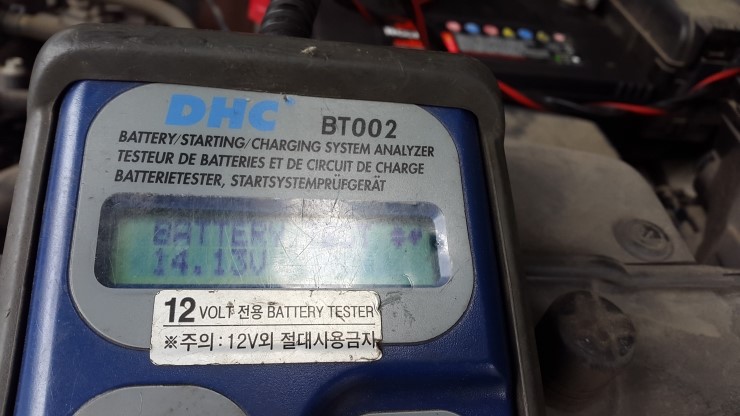 DHC BT002
BATTERY/STARTING/CHARGING SYSTEM ANALYZER
TESTEUR DE BATTERIES ET DE CIRCUIT DE CHARGE
BATTERIETESTER, STARTSYSTEMPRÜFGERÄT
BATTERY
14.13V
12 VOLT 전용 BATTERY TESTER
※주의 : 12V외 절대사용금지